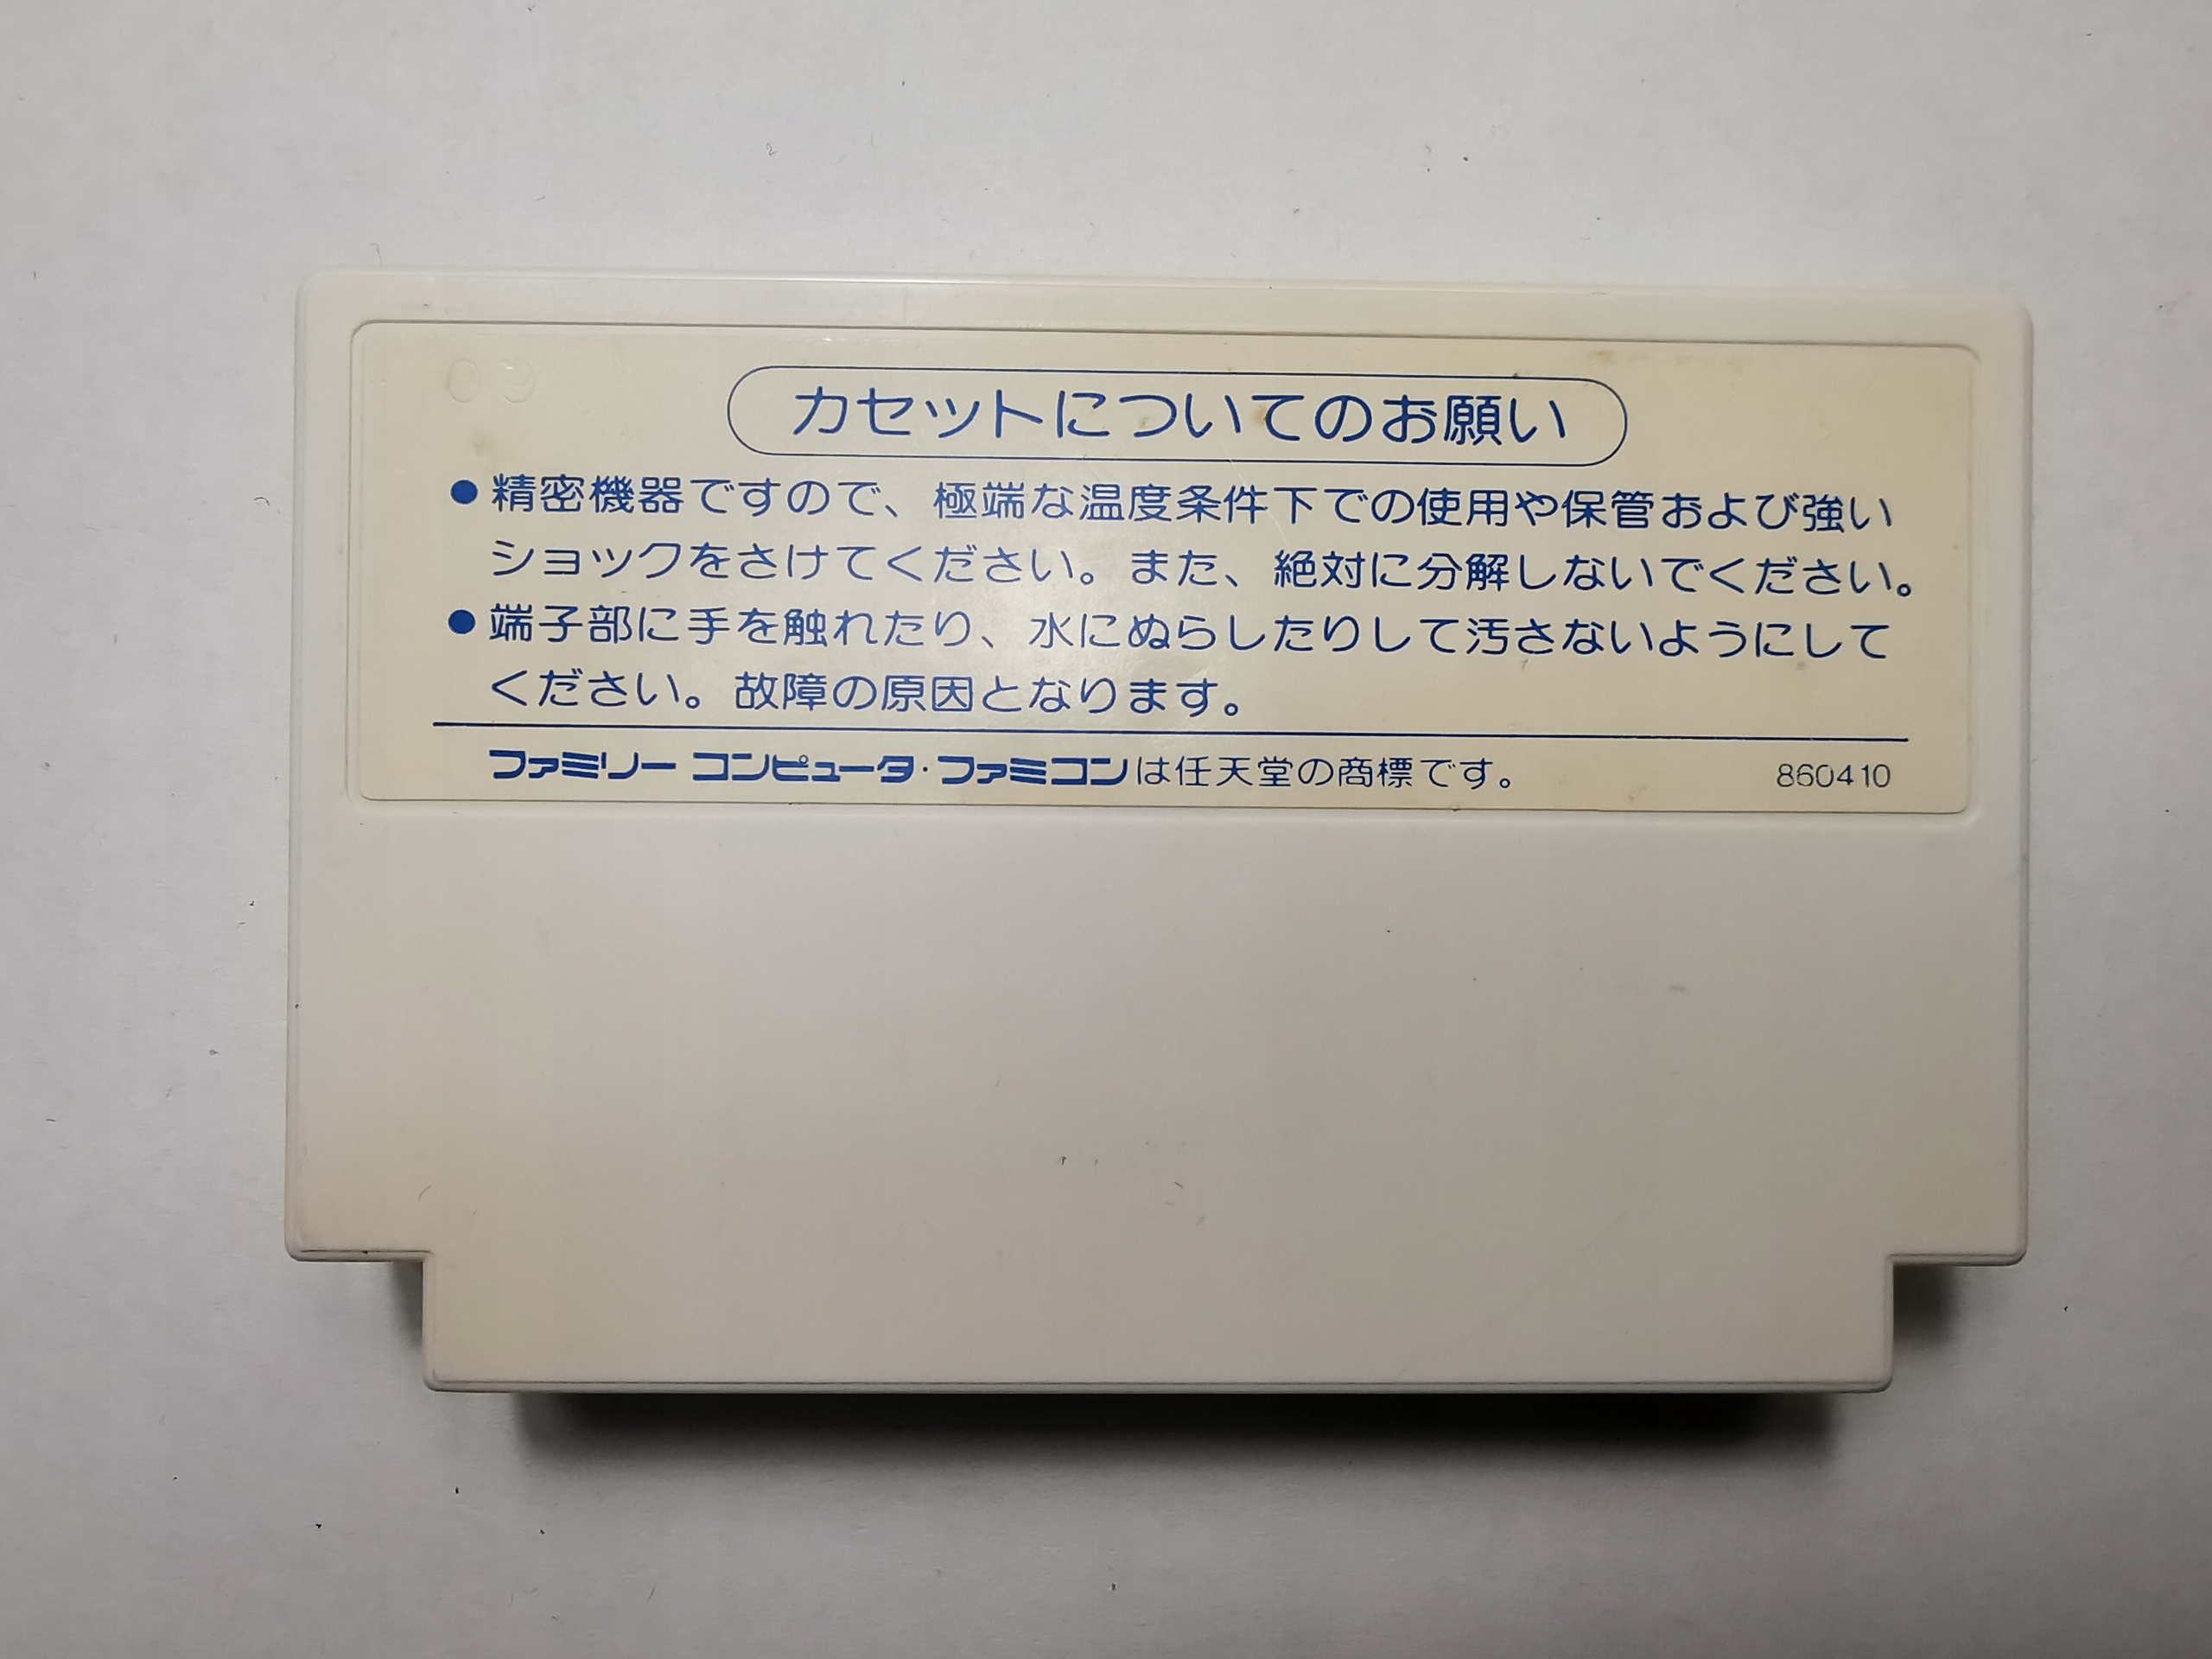 09
カセットについてのお願い
●精密機器ですので、極端な温度条件下での使用や保管および強い
ショックをさけてください。また、絶対に分解しないでください。
●端子部に手を触れたり、水にぬらしたりして汚さないようにして
ください。故障の原因となります。
ファミリー コンピュータ・ファミコンは任天堂の商標です。 860410